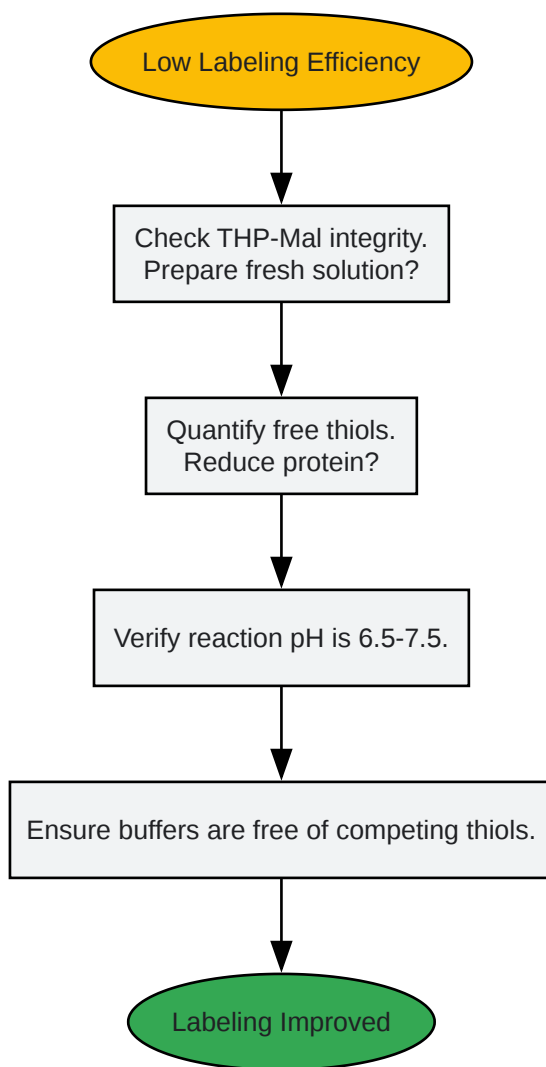 Low Labeling Efficiency
Check THP-Mal integrity.
Prepare fresh solution?
Quantify free thiols.
Reduce protein?
Verify reaction pH is 6.5-7.5.
Ensure buffers are free of competing thiols.
Labeling Improved